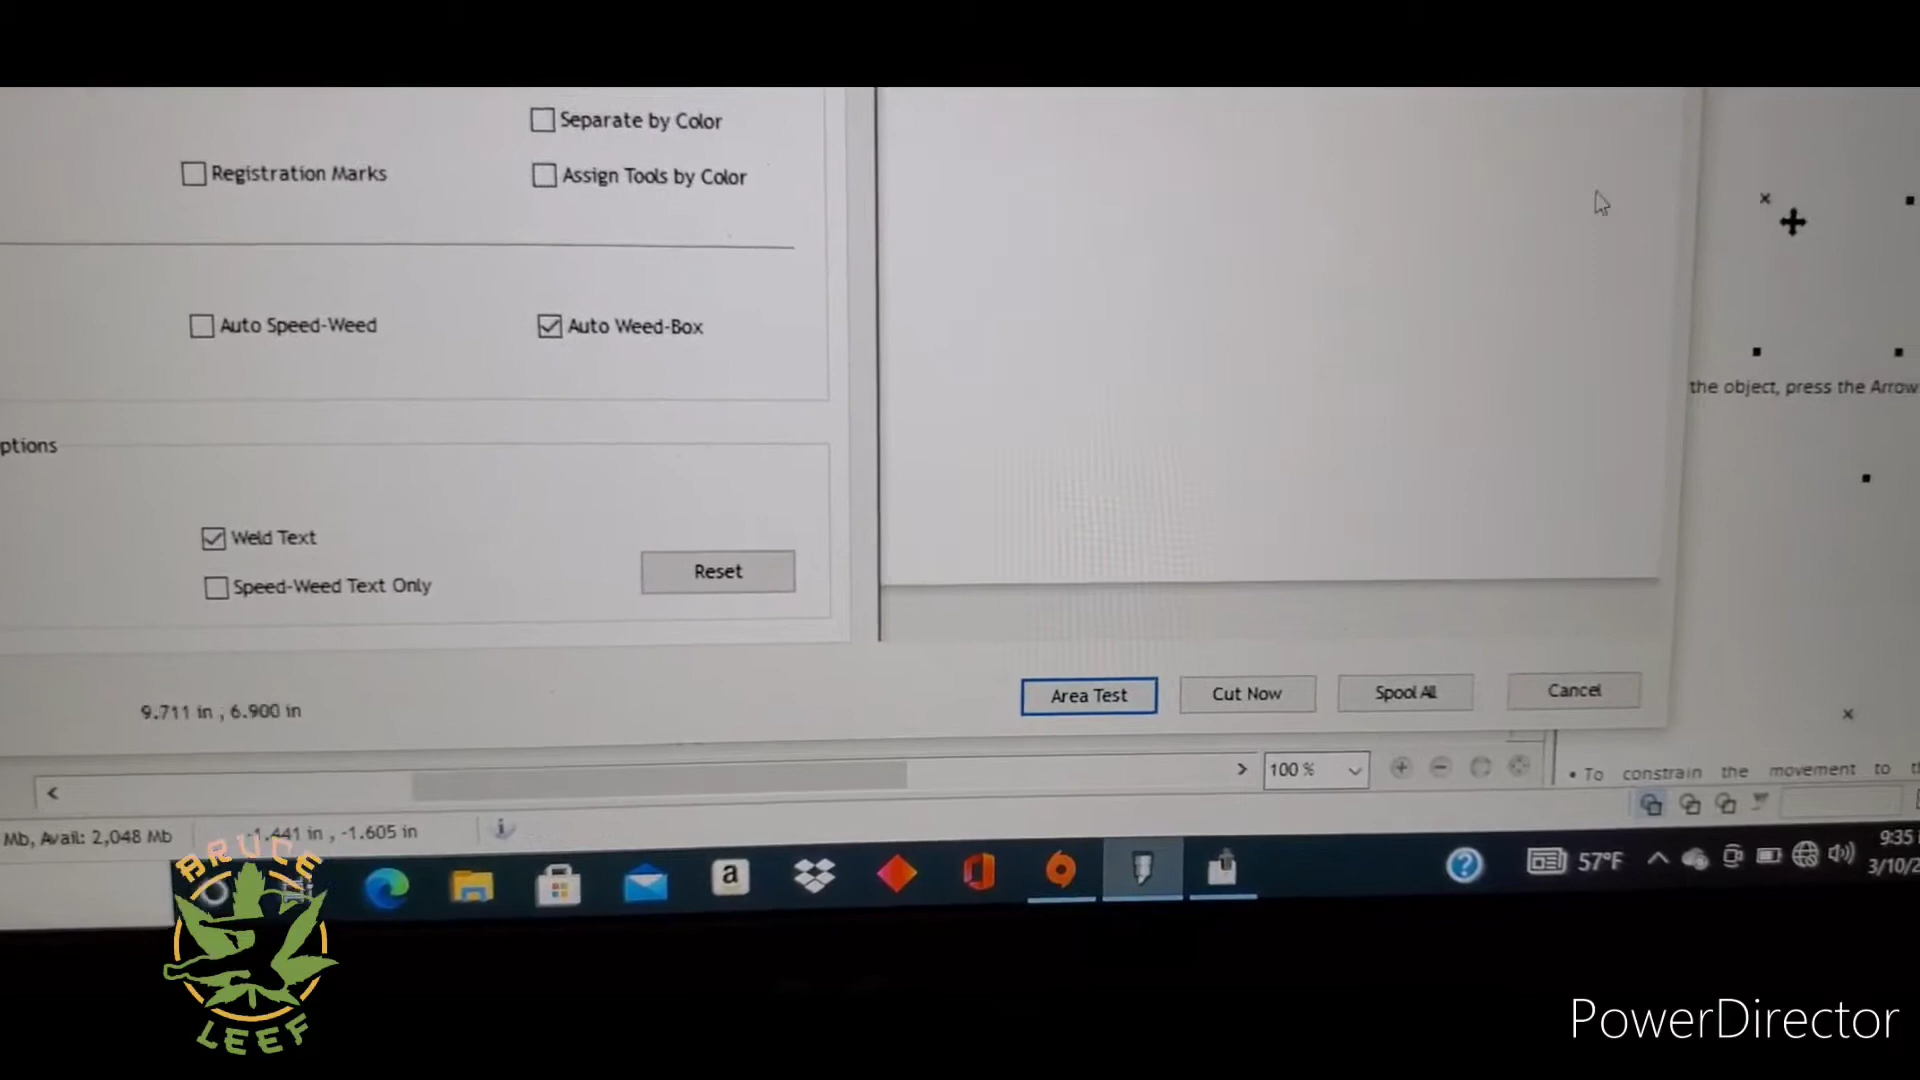 Separate by Color
Registration Marks
Assign Tools by Color
Auto Speed-Weed
Auto Weed-Box
the object, press the Arrow
ptions
Weld Text
Reset
Speed-Weed Text Only
Area Test
Cut Now
Spool All
Cancel
9.711 in , 6.900 in
100 %
• To constrain the movement to
Mb, Avail: 2,048 Mb
-1.441 in , -1.605 in
57°F
9:35
3/10/2
BRUCE
LEEF
PowerDirector